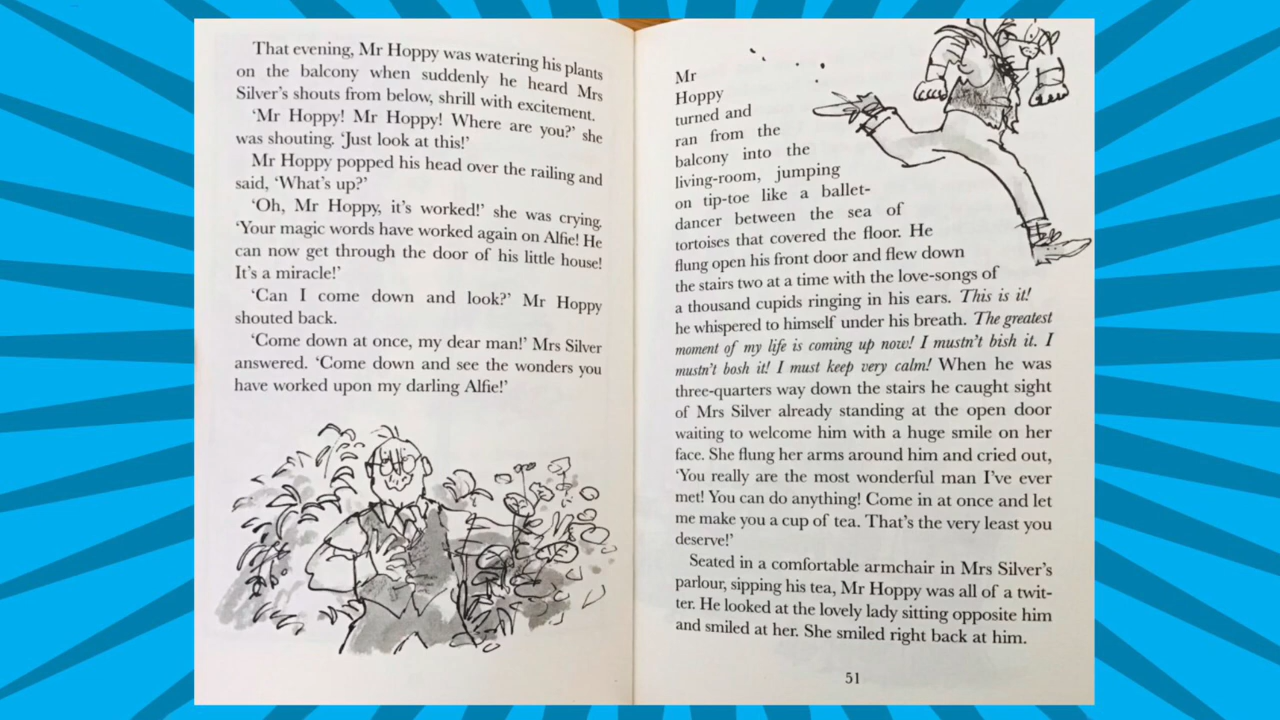 That evening, Mr Hoppy was watering his plants
on the balcony when suddenly he heard Mrs
Silver's shouts from below, shrill with excitement.
'Mr Hoppy! Mr Hoppy! Where are you?' she
was shouting. 'Just look at this!'
Mr Hoppy popped his head over the railing and
said, 'What's up?'
'Oh, Mr Hoppy, it's worked!' she was crying.
'Your magic words have worked again on Alfie! He
can now get through the door of his little house!
It's a miracle!'
'Can I come down and look?' Mr Hoppy
shouted back.
'Come down at once, my dear man!' Mrs Silver
answered. 'Come down and see the wonders you
have worked upon my darling Alfie!'
Mr
Hoppy
turned and
ran from the
balcony into the
living-room, jumping
on tip-toe like a ballet-
dancer between the sea of
tortoises that covered the floor. He
flung open his front door and flew down
the stairs two at a time with the love-songs of
a thousand cupids ringing in his ears. This is it!
he whispered to himself under his breath. The greatest
moment of my life is coming up now! I mustn't bish it. I
mustn't bosh it! I must keep very calm! When he was
three-quarters way down the stairs he caught sight
of Mrs Silver already standing at the open door
waiting to welcome him with a huge smile on her
face. She flung her arms around him and cried out,
'You really are the most wonderful man I've ever
met! You can do anything! Come in at once and let
me make you a cup of tea. That's the very least you
deserve!'
Seated in a comfortable armchair in Mrs Silver's
parlour, sipping his tea, Mr Hoppy was all of a twit-
ter. He looked at the lovely lady sitting opposite him
and smiled at her. She smiled right back at him.
51